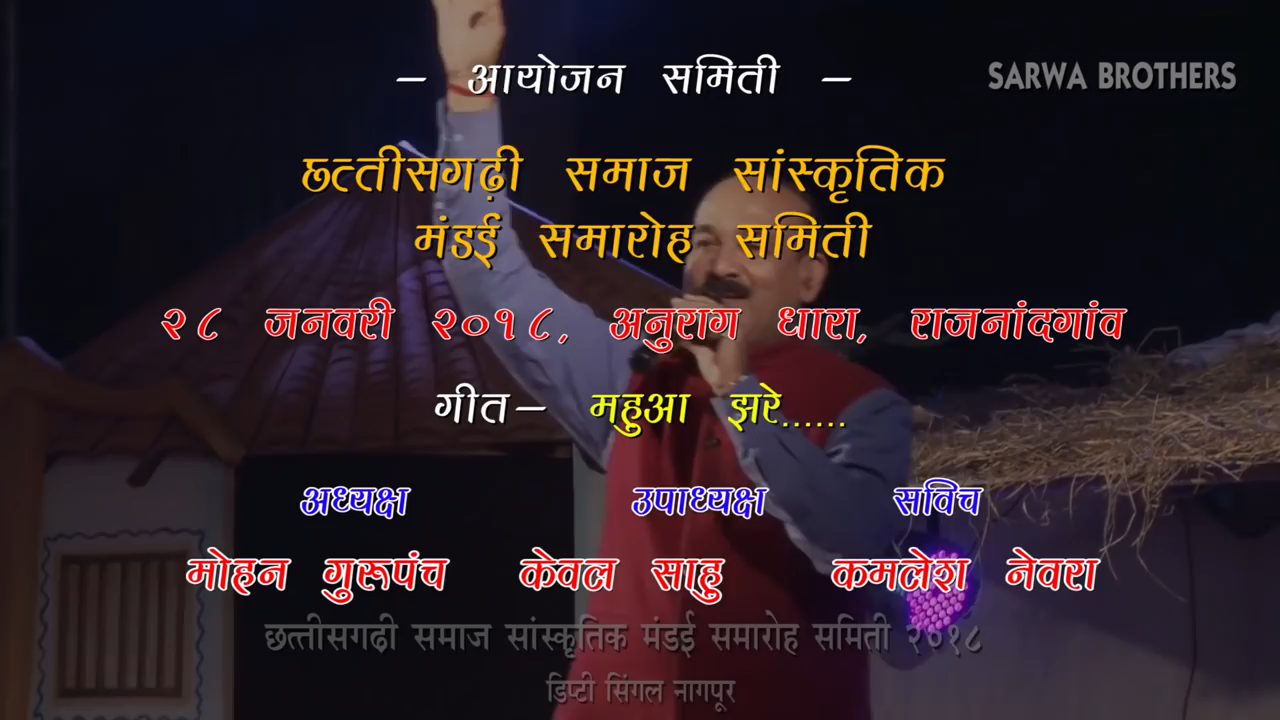 – आयोजन समिती –
SARWA BROTHERS
छत्तीसगढ़ी समाज सांस्कृतिक
मंडई समारोह समिती
२८ जनवरी २०१८, अनुराग धारा, राजनांदगांव
गीत– महुआ झरे......
अध्यक्ष उपाध्यक्ष सविच
मोहन गुरूपंच केवल साहु कमलेश नेवरा
छत्तीसगढी समाज सांस्कृतिक मंडई समारोह समिती २०१८
डिप्टी सिंगल नागपूर